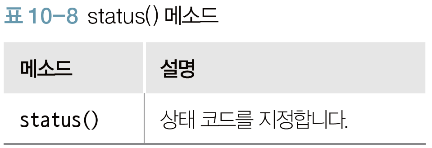 표 10-8 status() 메소드
메소드 설명
status() 상태 코드를 지정합니다.